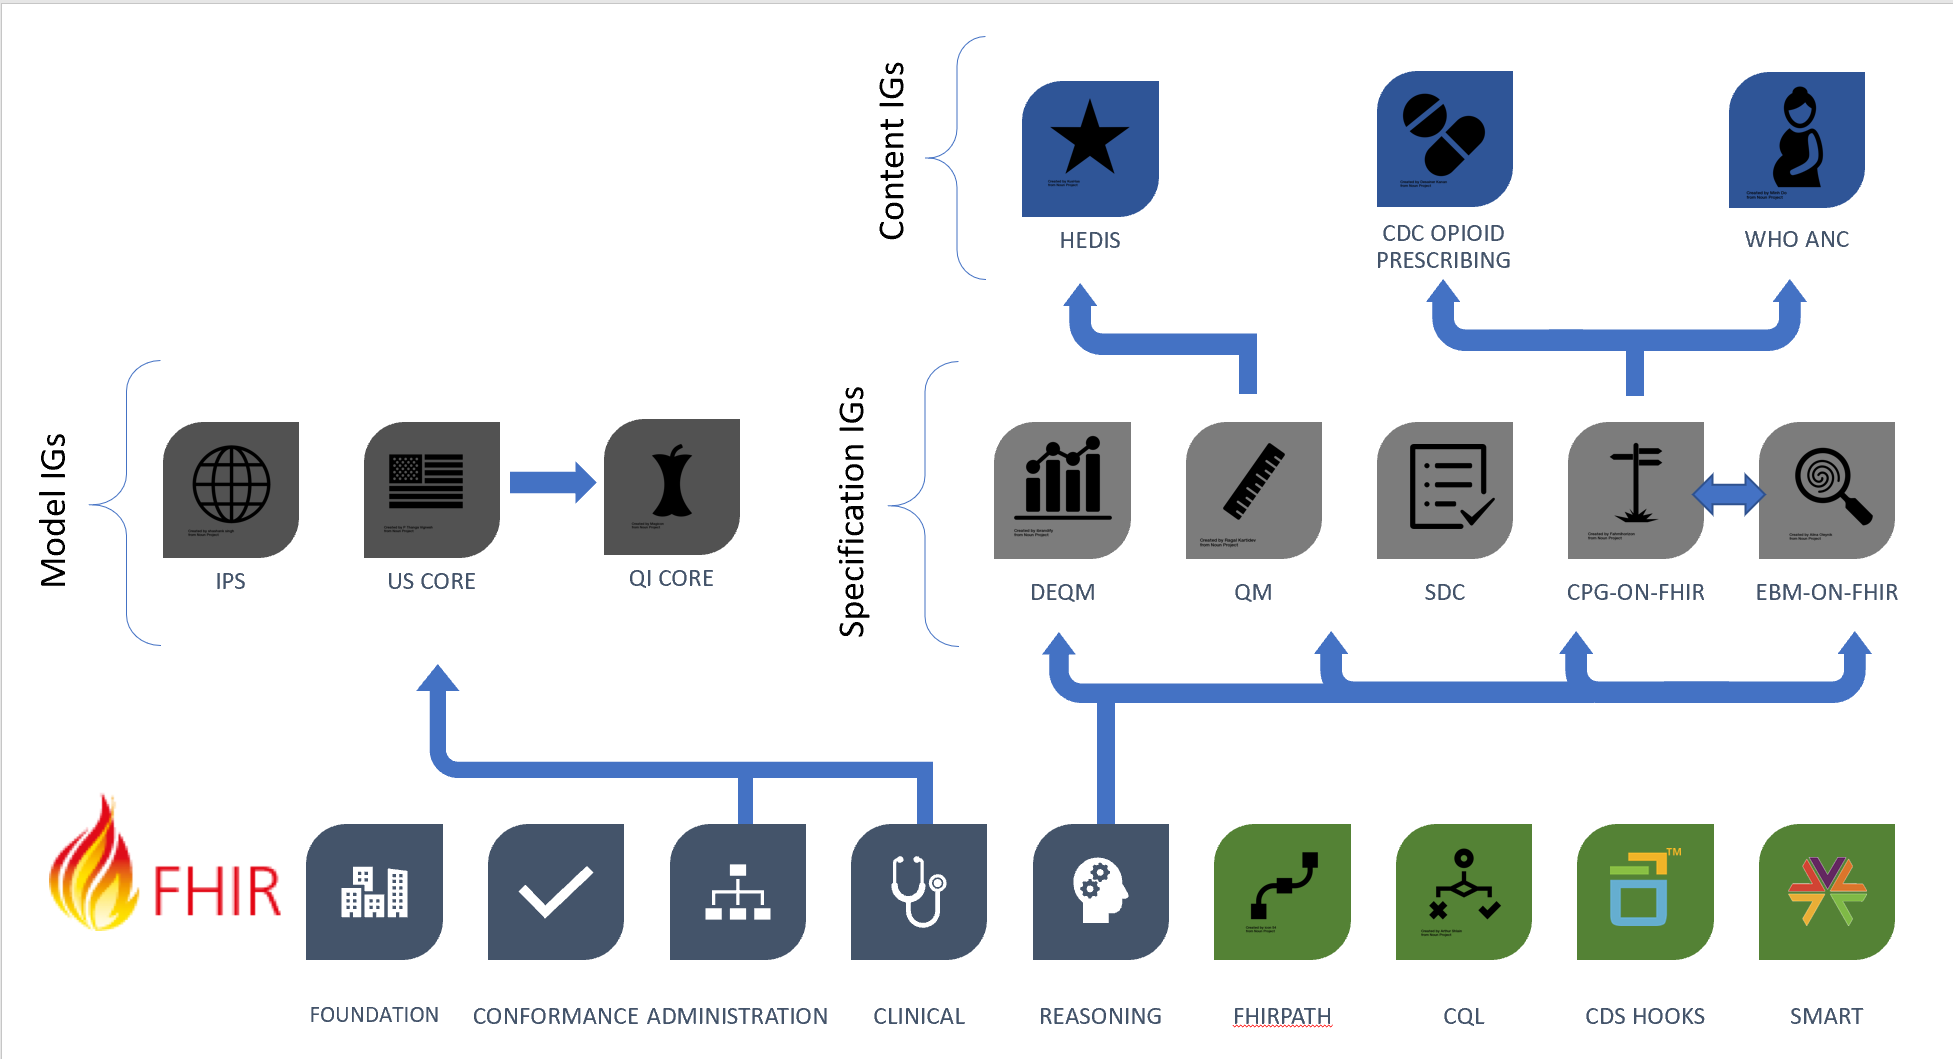 Content IGs
HEDIS
CDC OPIOID
PRESCRIBING
WHO ANC
Model IGs
IPS
US CORE
QI CORE
Specification IGs
DEQM
QM
SDC
CPG-ON-FHIR
EBM-ON-FHIR
FHIR
TM
FOUNDATION
CONFORMANCE
ADMINISTRATION
CLINICAL
REASONING
FHIRPATH
CQL
CDS HOOKS
SMART